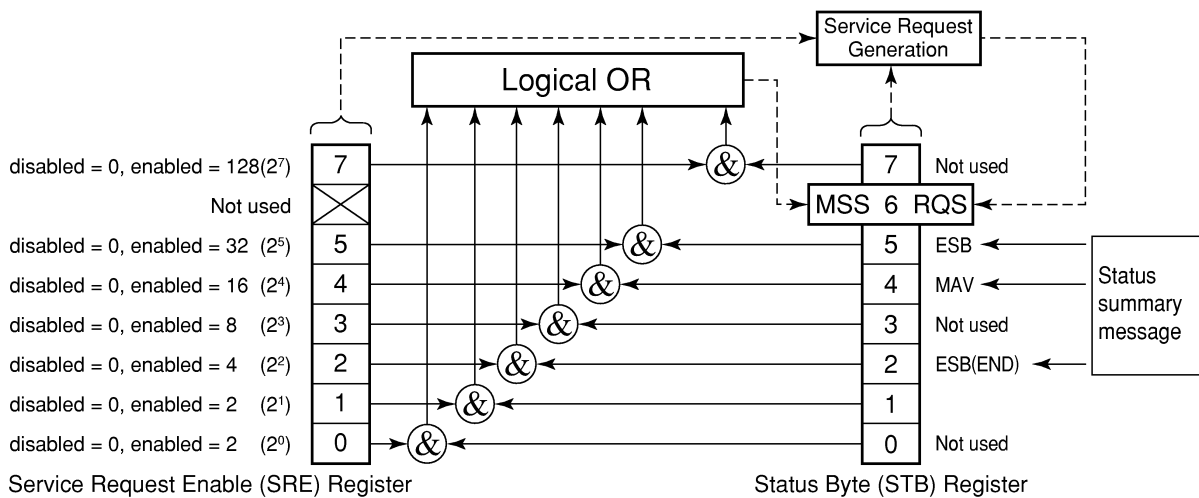 Service Request
Generation
Logical OR
disabled = 0, enabled = 128(2⁷) 7 & 7 Not used
Not used MSS 6 RQS
disabled = 0, enabled = 32 (2⁵) 5 & 5 ESB
disabled = 0, enabled = 16 (2⁴) 4 & 4 MAV
disabled = 0, enabled = 8 (2³) 3 & 3 Not used
disabled = 0, enabled = 4 (2²) 2 & 2 ESB(END)
disabled = 0, enabled = 2 (2¹) 1 & 1
disabled = 0, enabled = 2 (2⁰) 0 & 0 Not used
Status
summary
message
Service Request Enable (SRE) Register
Status Byte (STB) Register